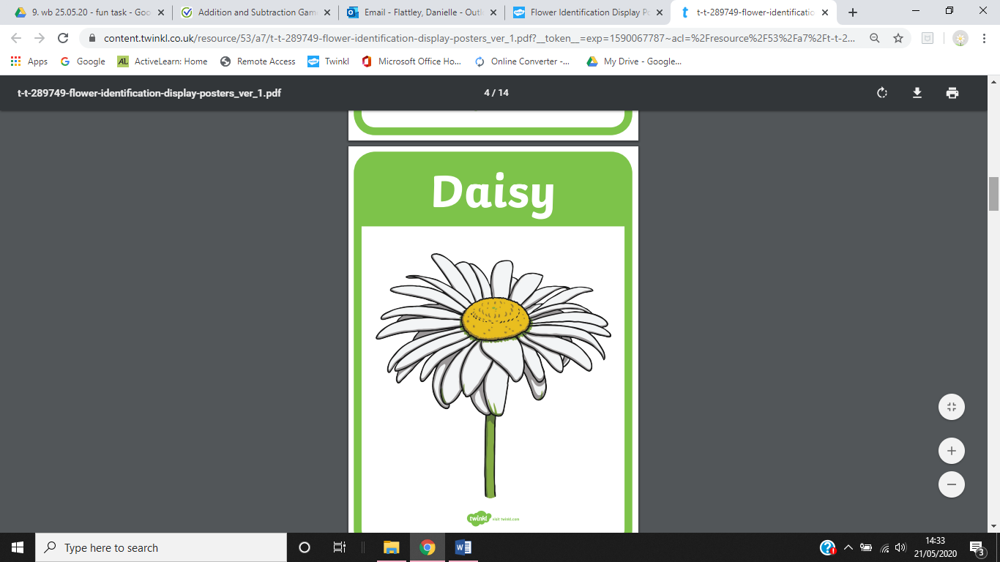 9. wb 25.05.20 - fun task - Goo
Addition and Subtraction Gam
Email - Flattley, Danielle - Outl
Flower Identification Display Po
t-t-289749-flower-identificatio
content.twinkl.co.uk/resource/53/a7/t-t-289749-flower-identification-display-posters_ver_1.pdf?__token__=exp=1590067787~acl=%2Fresource%2F53%2Fa7%2Ft-t-2...
Apps
Google
AL ActiveLearn: Home
Remote Access
Twinkl
Microsoft Office Ho...
Online Converter -...
My Drive - Google...
t-t-289749-flower-identification-display-posters_ver_1.pdf
4 / 14
Daisy
twinkl visit twinkl.com
Type here to search
14:33
21/05/2020
3